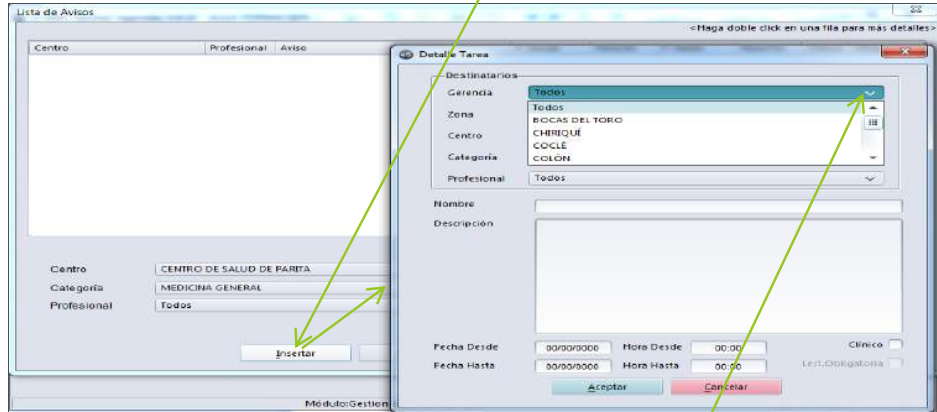 Lista de Avisos
<Haga doble click en una fila para más detalles>
Centro Profesional Aviso
Detalle Tarea
Destinatarios
Gerencia Todos
Todos
Zona
BOCAS DEL TORO
CHIRIQUÍ
Centro
COCLÉ
Categoría COLÓN
Profesional Todos
Nombre
Descripción
Centro CENTRO DE SALUD DE PARITA
Categoría MEDICINA GENERAL
Profesional Todos
Insertar
Fecha Desde 00/00/0000 Hora Desde 00:00 Clínico
Fecha Hasta 00/00/0000 Hora Hasta 00:00 Lect.Obligatoria
Aceptar Cancelar
Módulo:Gestion